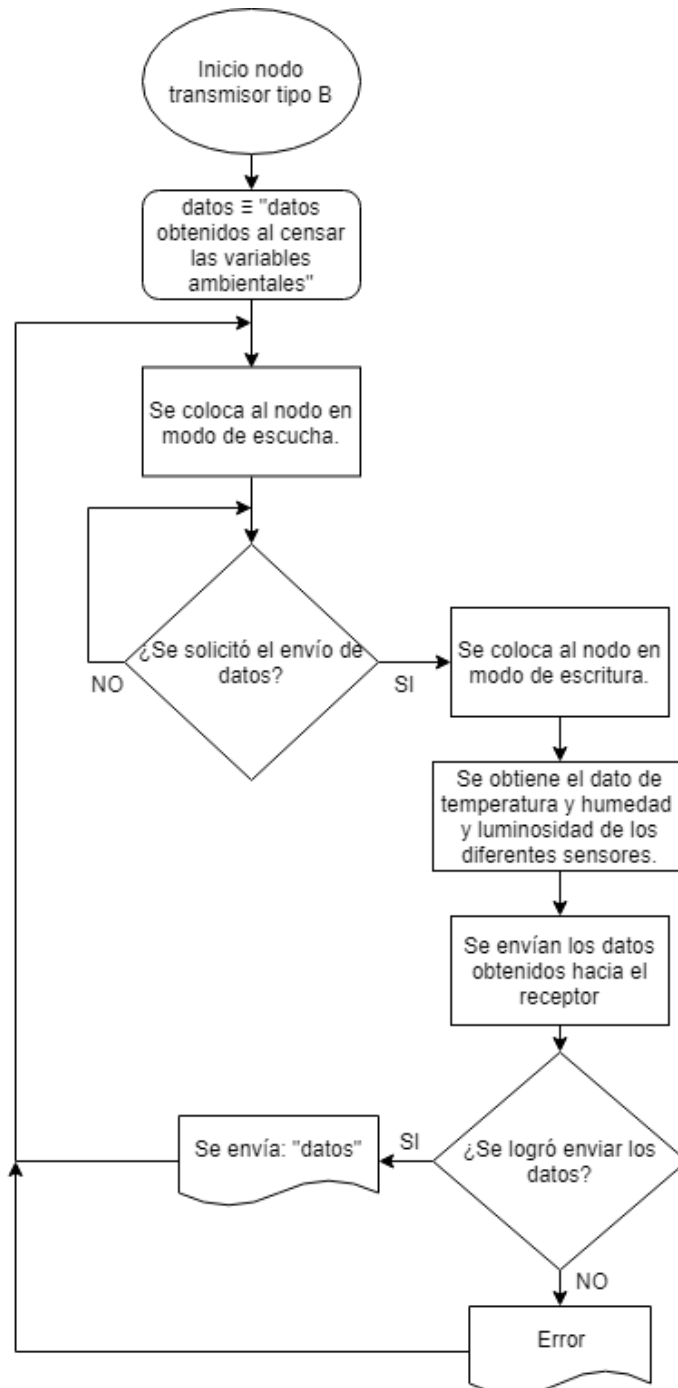 Inicio nodo
transmisor tipo B
datos ≡ "datos
obtenidos al censar
las variables
ambientales"
Se coloca al nodo en
modo de escucha.
¿Se solicitó el envío de
datos?
NO
SI
Se coloca al nodo en
modo de escritura.
Se obtiene el dato de
temperatura y humedad
y luminosidad de los
diferentes sensores.
Se envían los datos
obtenidos hacia el
receptor
¿Se logró enviar los
datos?
SI
Se envía: "datos"
NO
Error